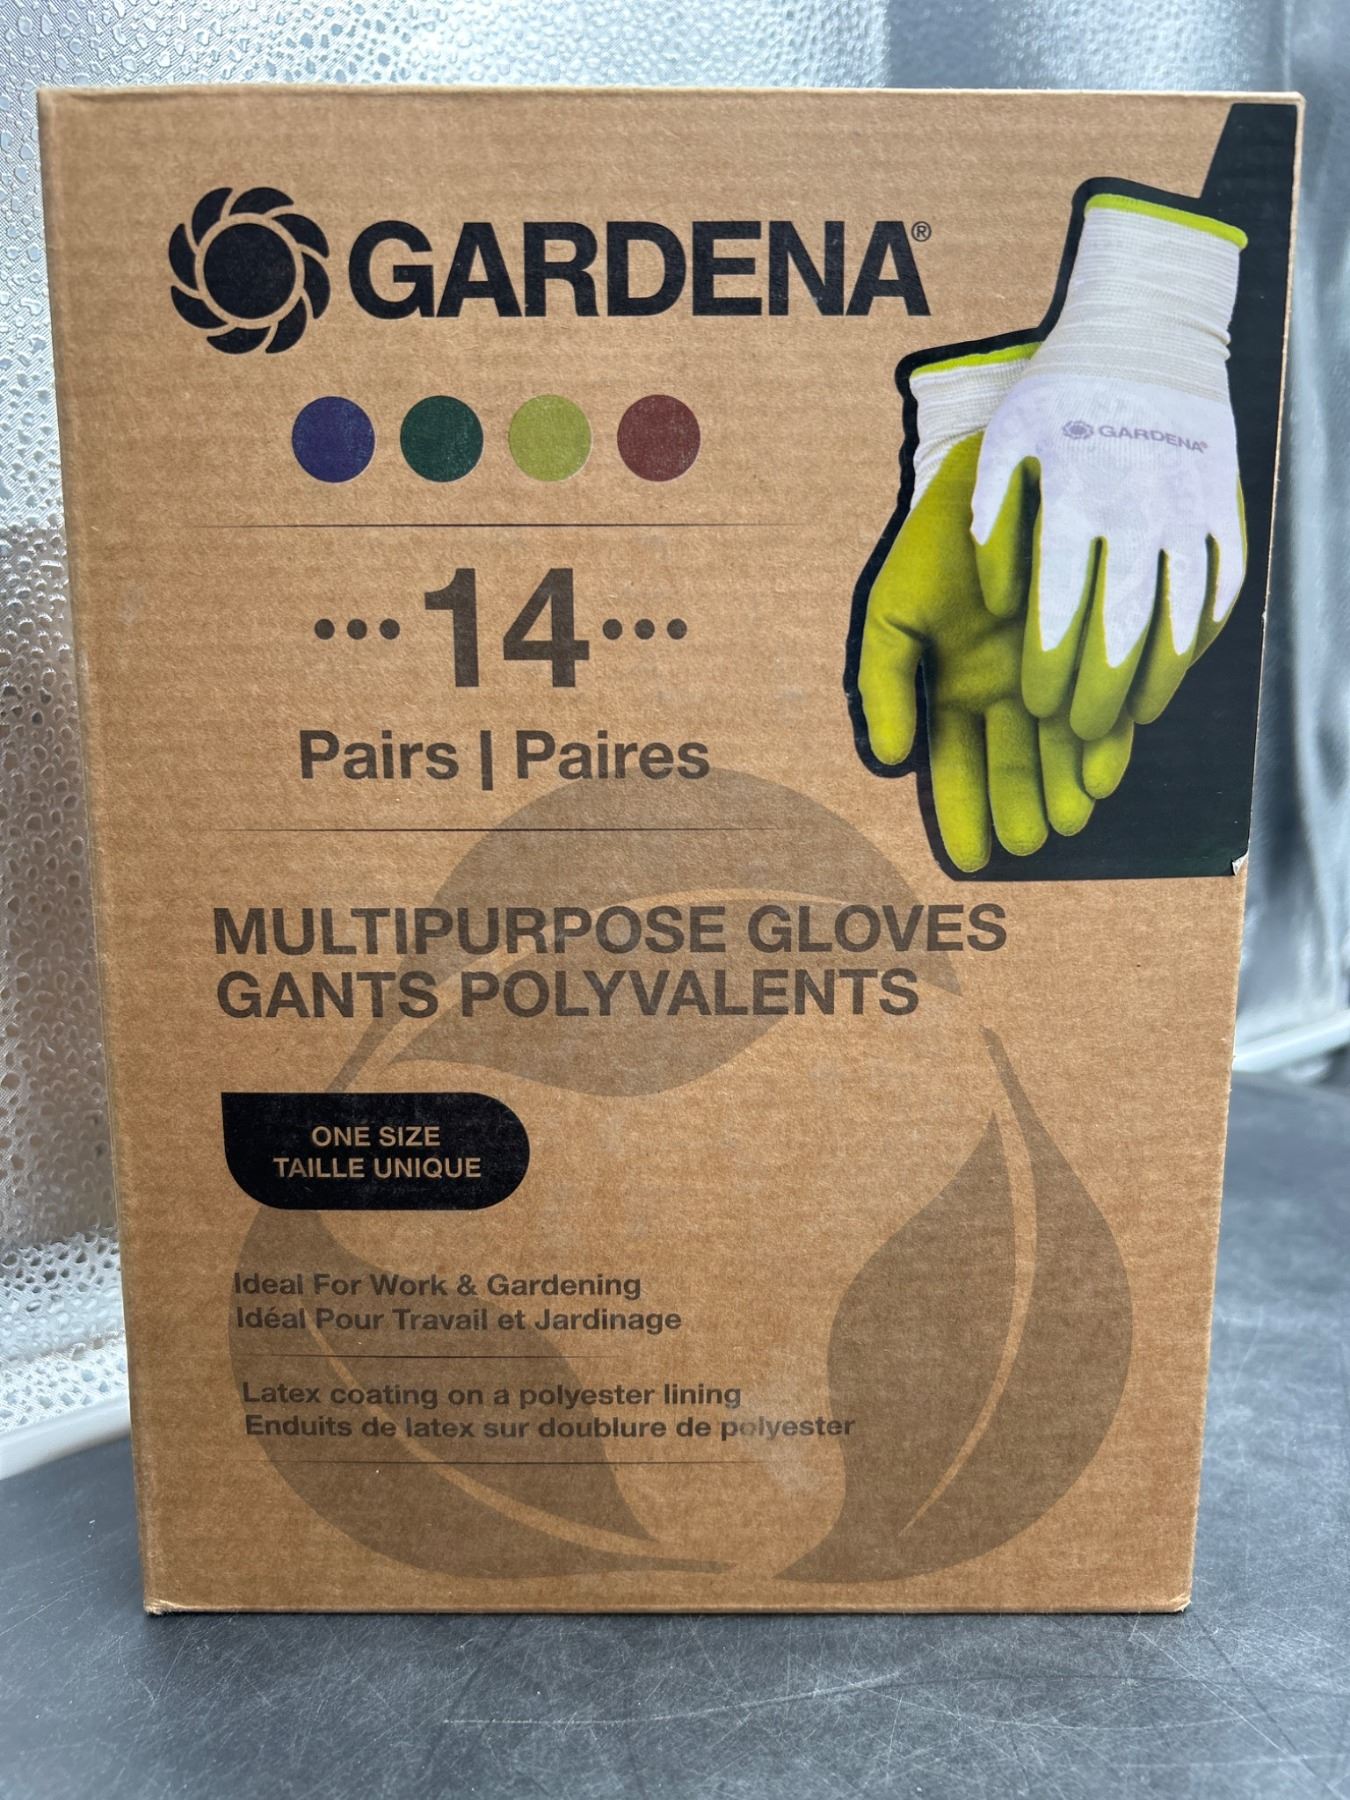 GARDENA®
GARDENA®
•••14•••
Pairs | Paires
MULTIPURPOSE GLOVES
GANTS POLYVALENTS
ONE SIZE
TAILLE UNIQUE
Ideal For Work & Gardening
Idéal Pour Travail et Jardinage
Latex coating on a polyester lining
Enduits de latex sur doublure de polyester